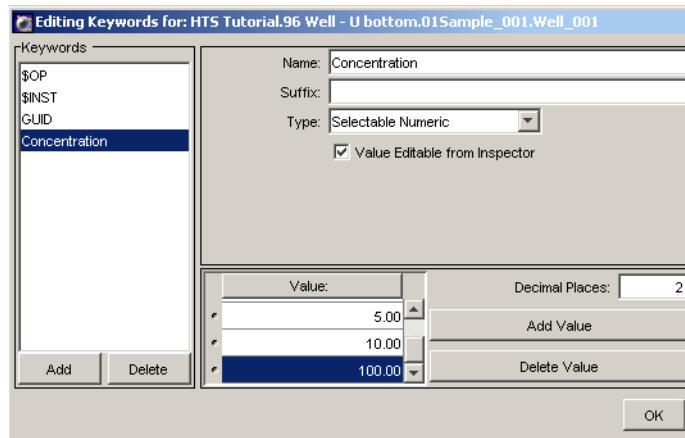 Editing Keywords for: HTS Tutorial.96 Well - U bottom.01Sample_001.Well_001
Keywords
$OP
$INST
GUID
Concentration
Add
Delete
Name: Concentration
Suffix:
Type: Selectable Numeric
Value Editable from Inspector
Value:
5.00
10.00
100.00
Decimal Places: 2
Add Value
Delete Value
OK